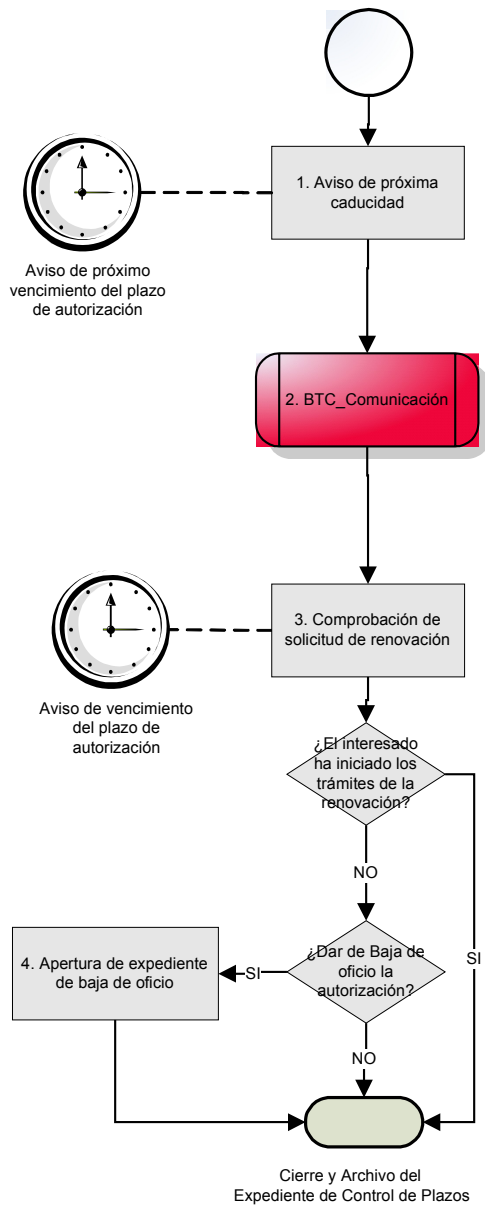 1. Aviso de próxima
caducidad
Aviso de próximo
vencimiento del plazo
de autorización
2. BTC_Comunicación
3. Comprobación de
solicitud de renovación
Aviso de vencimiento
del plazo de
autorización
¿El interesado
ha iniciado los
trámites de la
renovación?
NO
SI
¿Dar de Baja de
oficio la
autorización?
SI
4. Apertura de expediente
de baja de oficio
NO
Cierre y Archivo del
Expediente de Control de Plazos